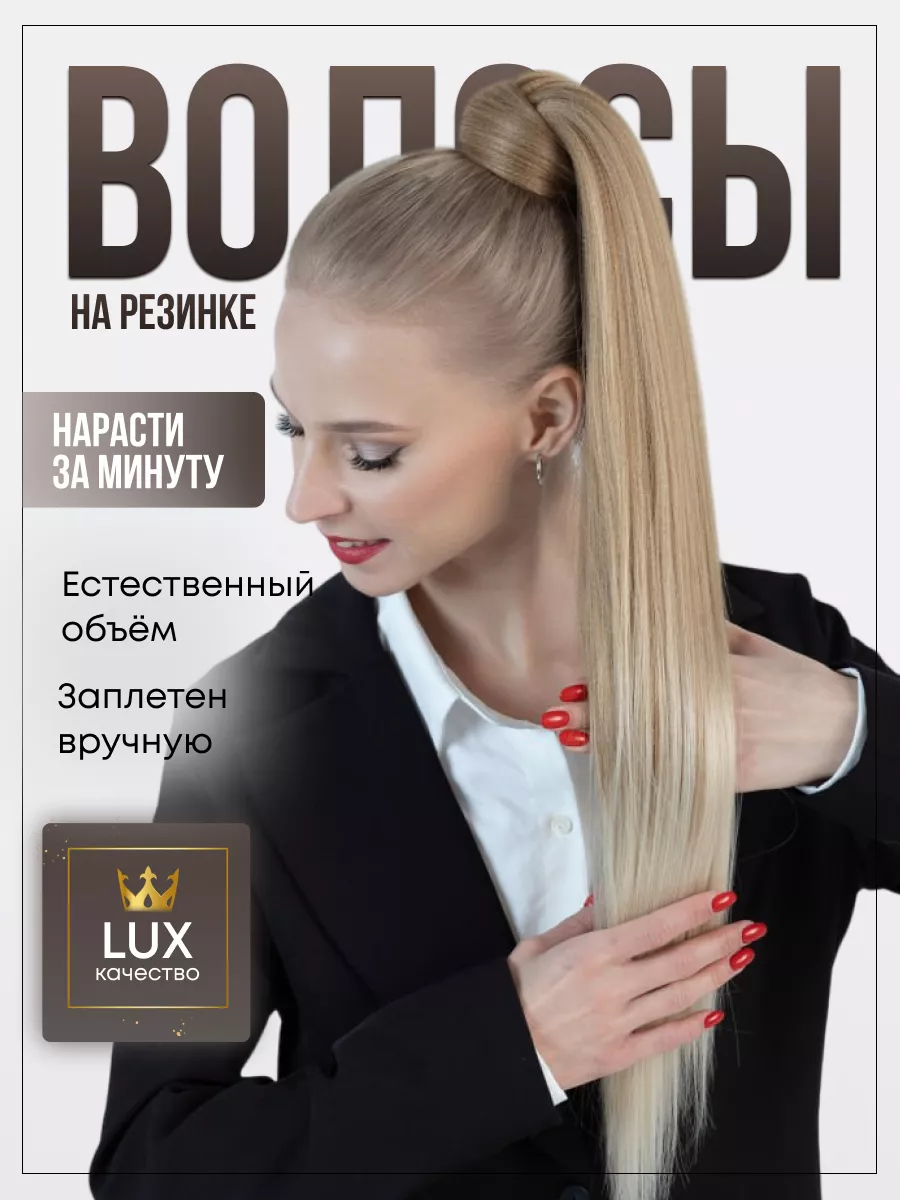 ВОЛОСЫ
НА РЕЗИНКЕ
НАРАСТИ
ЗА МИНУТУ
Естественный
объём
Заплетен
вручную
LUX
качество